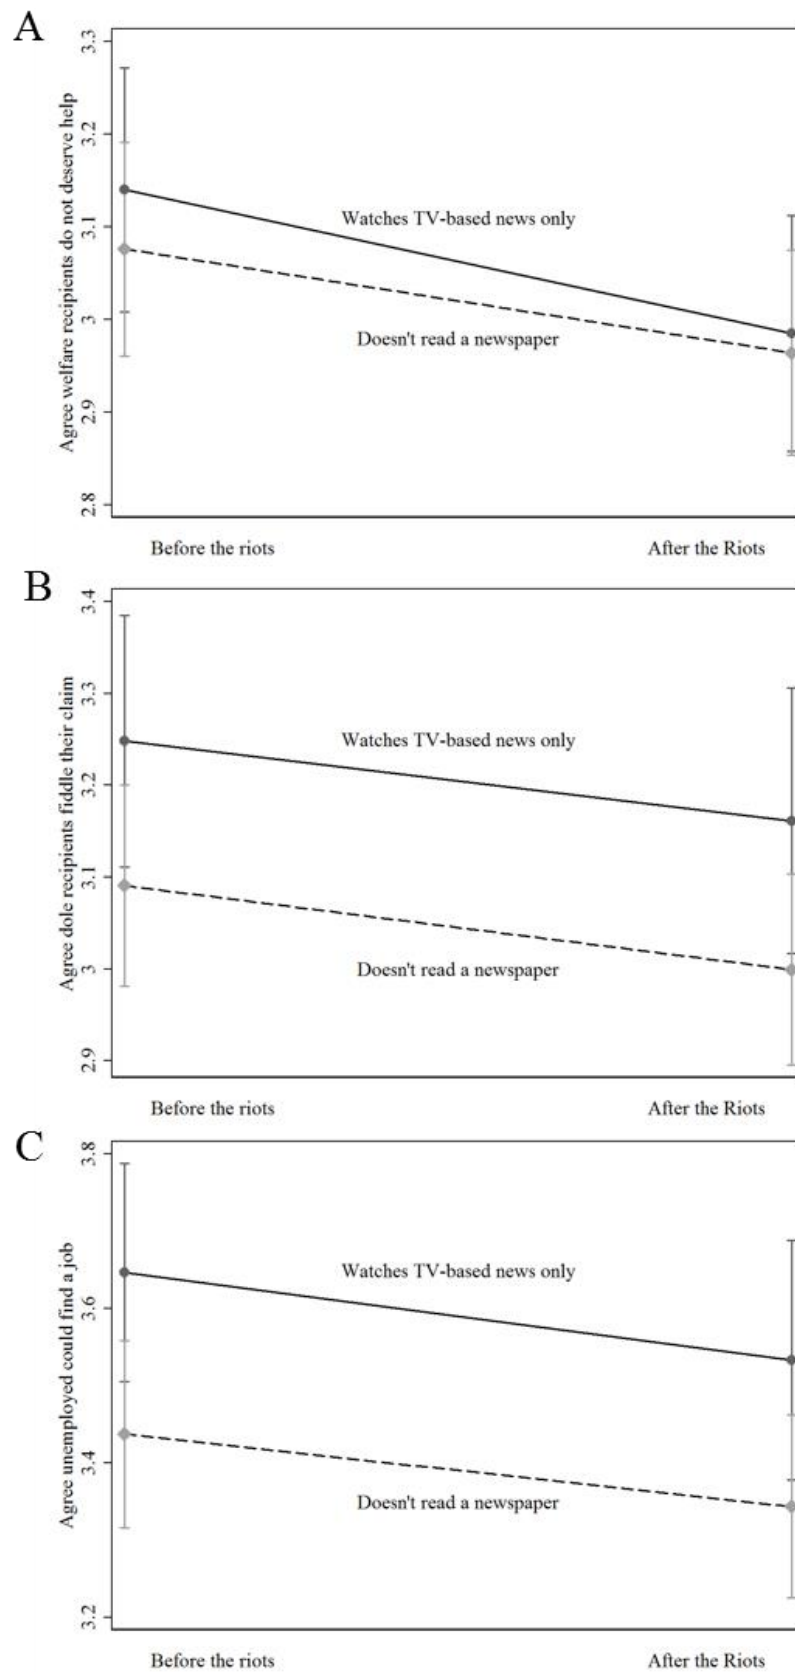 A
Agree welfare recipients do not deserve help
3.3
3.2
3.1
3
2.9
2.8
Watches TV-based news only
Doesn't read a newspaper
Before the riots
After the Riots
B
Agree dole recipients fiddle their claim
3.4
3.3
3.2
3.1
3
2.9
Watches TV-based news only
Doesn't read a newspaper
Before the riots
After the Riots
C
Agree unemployed could find a job
3.8
3.6
3.4
3.2
Watches TV-based news only
Doesn't read a newspaper
Before the riots
After the Riots